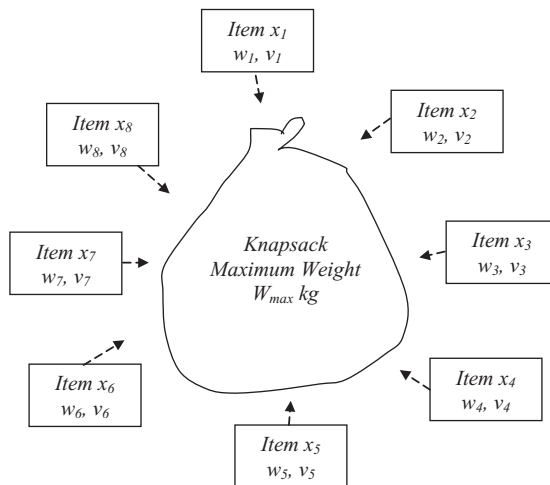 Item x1
w1, v1
Item x2
w2, v2
Item x3
w3, v3
Item x4
w4, v4
Item x5
w5, v5
Item x6
w6, v6
Item x7
w7, v7
Item x8
w8, v8
Knapsack
Maximum Weight
Wmax kg